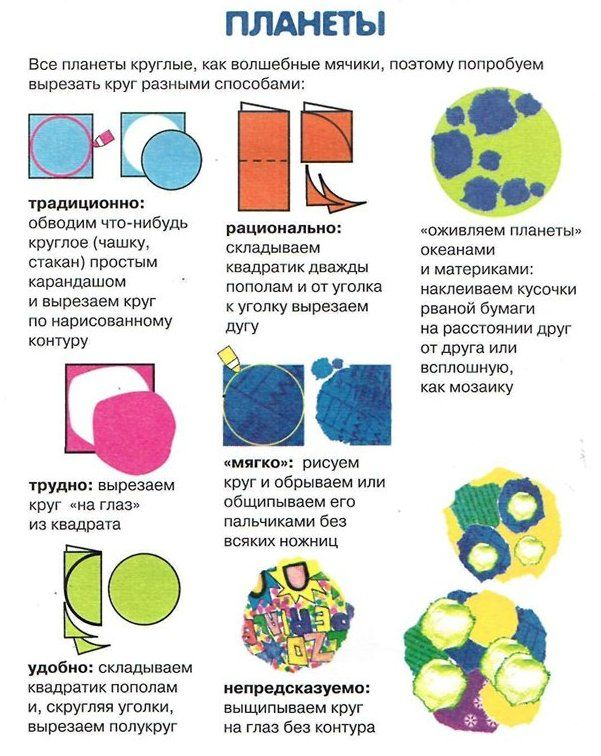 ПЛАНЕТЫ
Все планеты круглые, как волшебные мячики, поэтому попробуем
вырезать круг разными способами:
традиционно:
обводим что-нибудь
круглое (чашку,
стакан) простым
карандашом
и вырезаем круг
по нарисованному
контуру
рационально:
складываем
квадратик дважды
пополам и от уголка
к уголку вырезаем
дугу
«оживляем планеты»
океанами
и материками:
наклеиваем кусочки
рваной бумаги
на расстоянии друг
от друга или
всплошную,
как мозаику
трудно: вырезаем
круг «на глаз»
из квадрата
«мягко»: рисуем
круг и обрываем или
общипываем его
пальчиками без
всяких ножниц
удобно: складываем
квадратик пополам
и, скругляя уголки,
вырезаем полукруг
непредсказуемо:
выщипываем круг
на глаз без контура